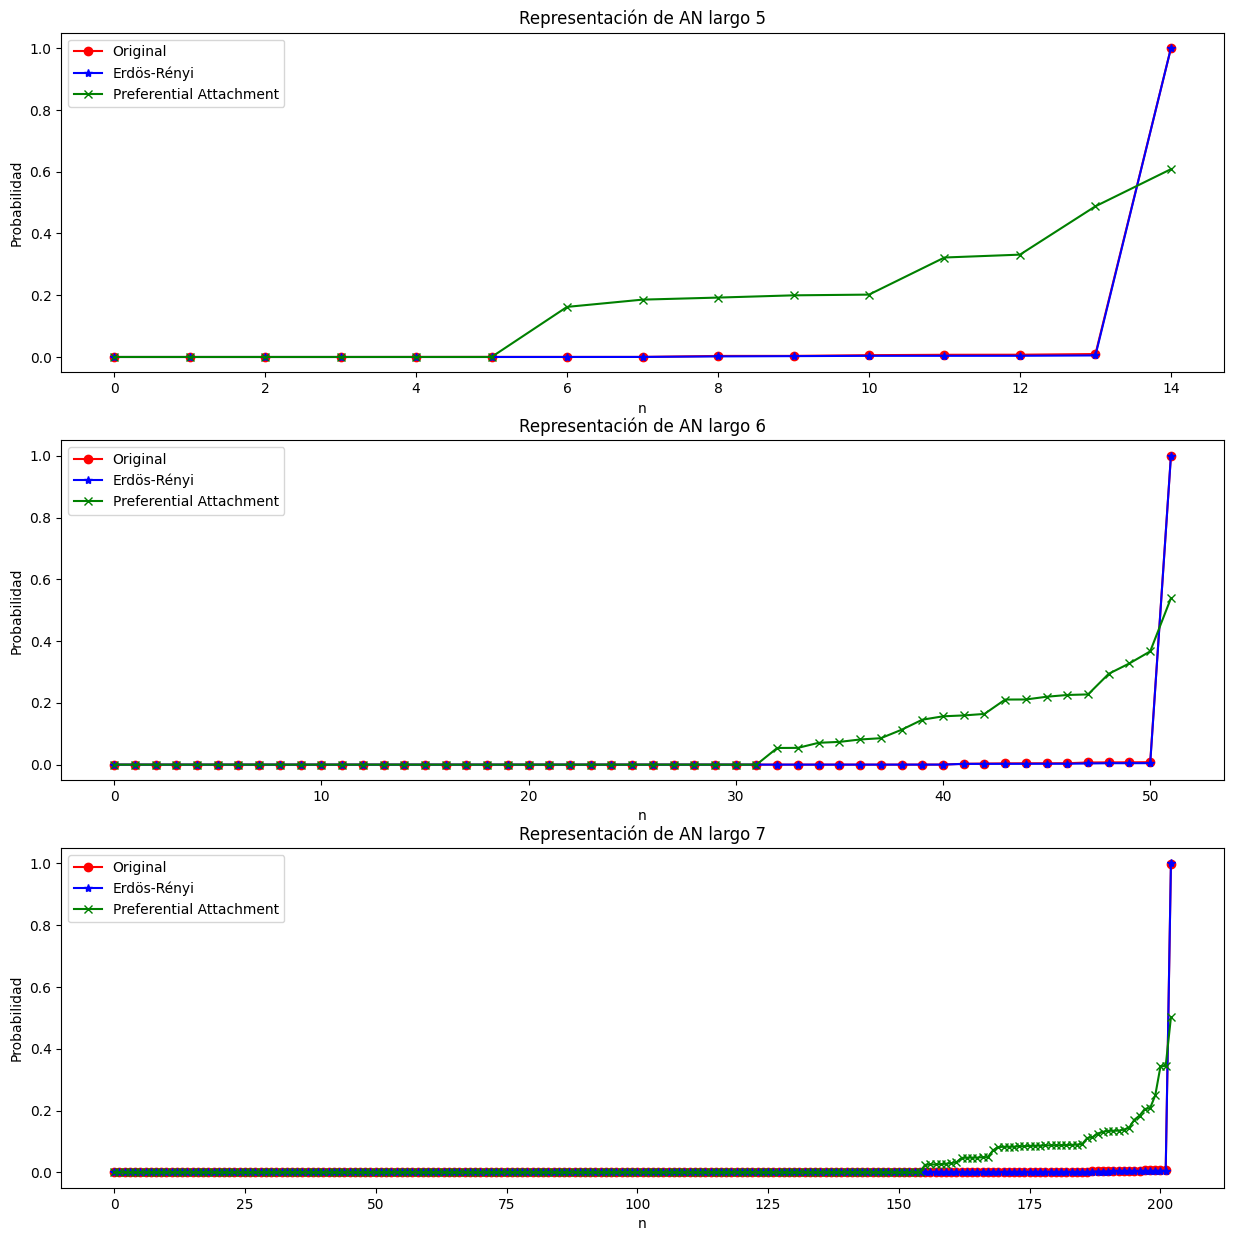 Representación de AN largo 5
1.0
0.8
0.6
0.4
0.2
0.0
Probabilidad
Original
Erdös-Rényi
Preferential Attachment
0 2 4 6 8 10 12 14
n
Representación de AN largo 6
1.0
0.8
0.6
0.4
0.2
0.0
Probabilidad
Original
Erdös-Rényi
Preferential Attachment
0 10 20 30 40 50
n
Representación de AN largo 7
1.0
0.8
0.6
0.4
0.2
0.0
Probabilidad
Original
Erdös-Rényi
Preferential Attachment
0 25 50 75 100 125 150 175 200
n